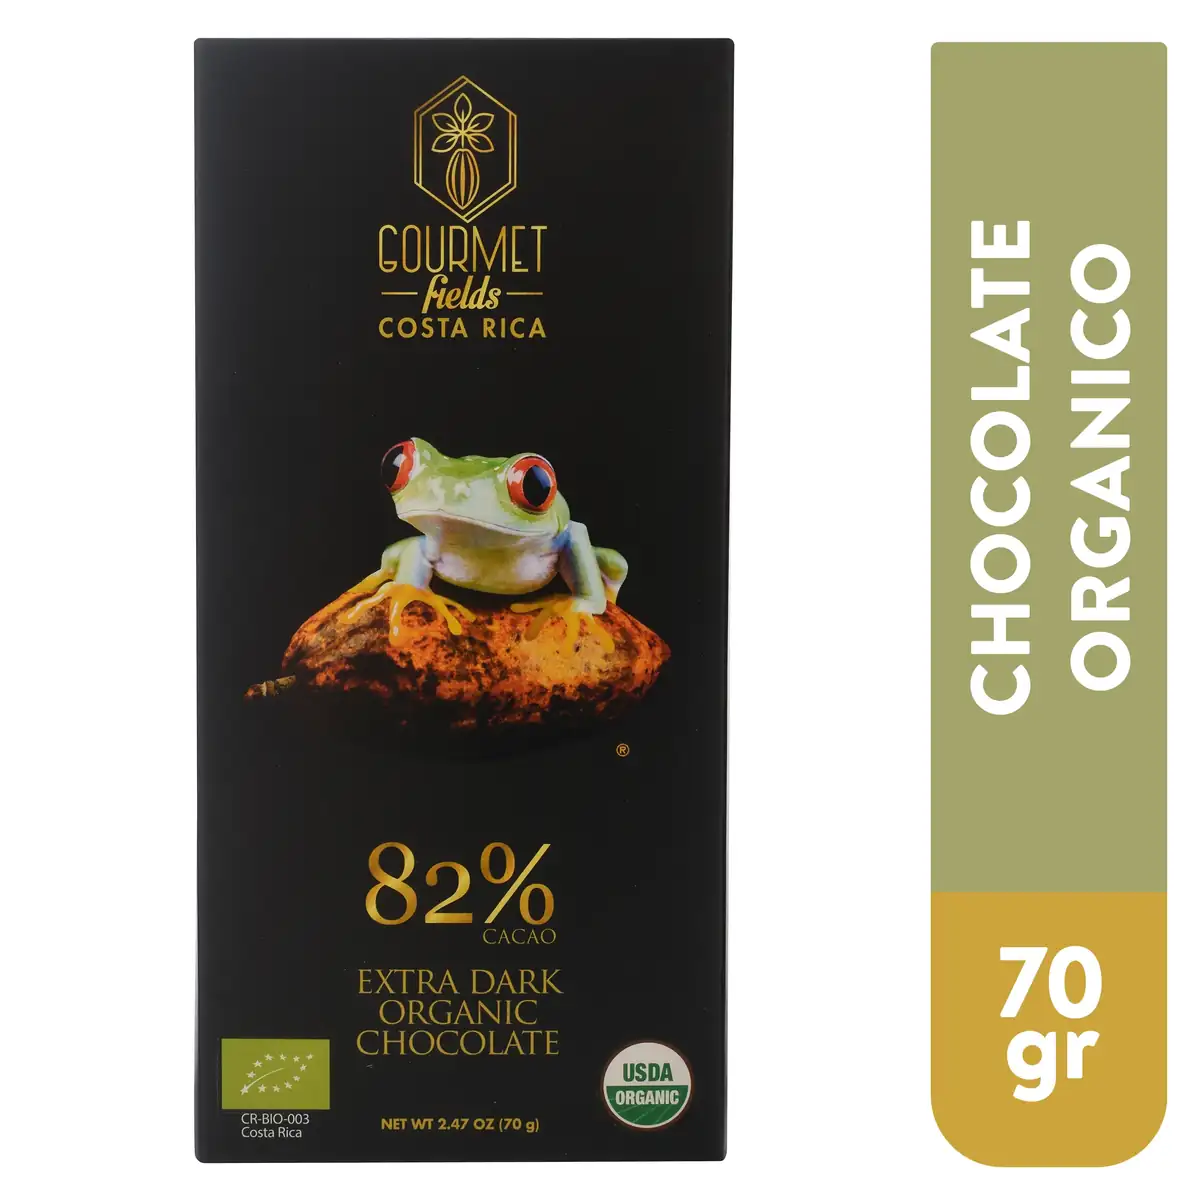 GOURMET
fields
COSTA RICA
®
82%
CACAO
EXTRA DARK
ORGANIC
CHOCOLATE
CR-BIO-003
Costa Rica
NET WT 2.47 OZ (70 g)
USDA
ORGANIC
CHOCOLATE
ORGANICO
70
gr